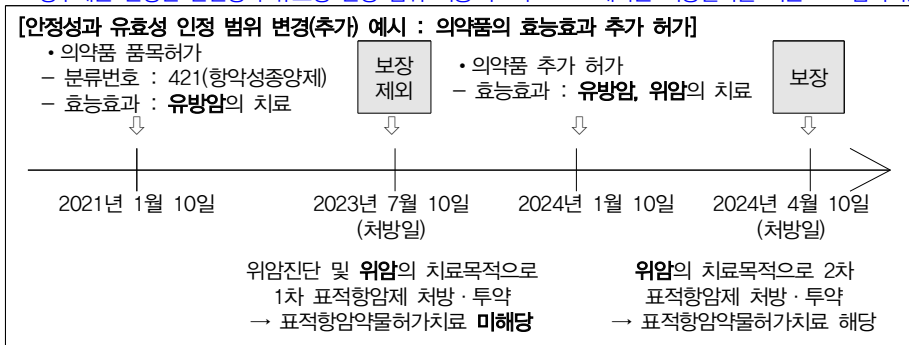 [안정성과 유효성 인정 범위 변경(추가) 예시 : 의약품의 효능효과 추가 허가]
• 의약품 품목허가
– 분류번호 : 421(항악성종양제)
– 효능효과 : 유방암의 치료
보장
제외
• 의약품 추가 허가
– 효능효과 : 유방암, 위암의 치료
보장
2021년 1월 10일
2023년 7월 10일
(처방일)
2024년 1월 10일
2024년 4월 10일
(처방일)
위암진단 및 위암의 치료목적으로
1차 표적항암제 처방·투약
→ 표적항암약물허가치료 미해당
위암의 치료목적으로 2차
표적항암제 처방·투약
→ 표적항암약물허가치료 해당